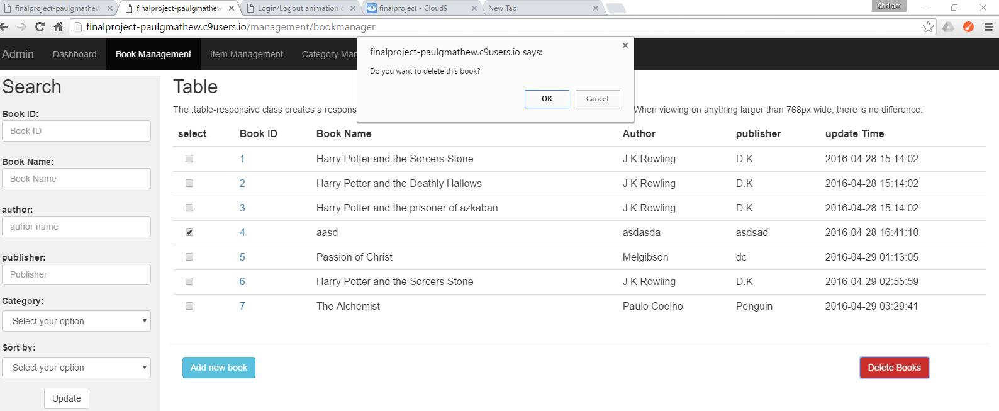 finalproject-paulgmathew
finalproject-paulgmathew
Login/Logout animation c
finalproject - Cloud9
New Tab
Shriram
finalproject-paulgmathew.c9users.io/management/bookmanager
Admin
Dashboard
Book Management
Item Management
Category Man
finalproject-paulgmathew.c9users.io says:
Do you want to delete this book?
OK
Cancel
Search
Book ID:
Book ID
Book Name:
Book Name
author:
auhor name
publisher:
Publisher
Category:
Select your option
Sort by:
Select your option
Update
Table
The .table-responsive class creates a respons
When viewing on anything larger than 768px wide, there is no difference:
select Book ID Book Name Author publisher update Time
1 Harry Potter and the Sorcers Stone J K Rowling D.K 2016-04-28 15:14:02
2 Harry Potter and the Deathly Hallows J K Rowling D.K 2016-04-28 15:14:02
3 Harry Potter and the prisoner of azkaban J K Rowling D.K 2016-04-28 15:14:02
4 aasd asdasda asdsad 2016-04-28 16:41:10
5 Passion of Christ Melgibson dc 2016-04-29 01:13:05
6 Harry Potter and the Sorcers Stone J K Rowling D.K 2016-04-29 02:55:59
7 The Alchemist Paulo Coelho Penguin 2016-04-29 03:29:41
Add new book
Delete Books